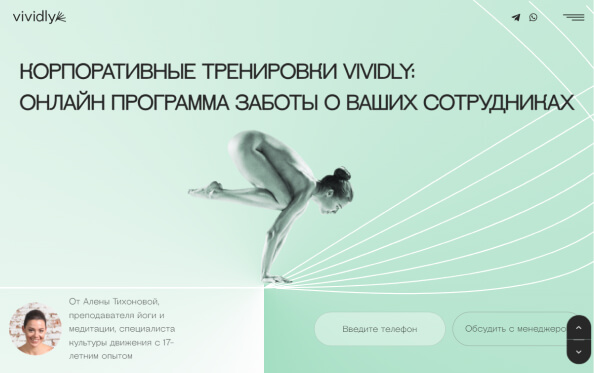 vividly
КОРПОРАТИВНЫЕ ТРЕНИРОВКИ VIVIDLY:
ОНЛАЙН ПРОГРАММА ЗАБОТЫ О ВАШИХ СОТРУДНИКАХ
От Алены Тихоновой,
преподавателя йоги и
медитации, специалиста
культуры движения с 17-
летним опытом
Введите телефон
Обсудить с менеджеро